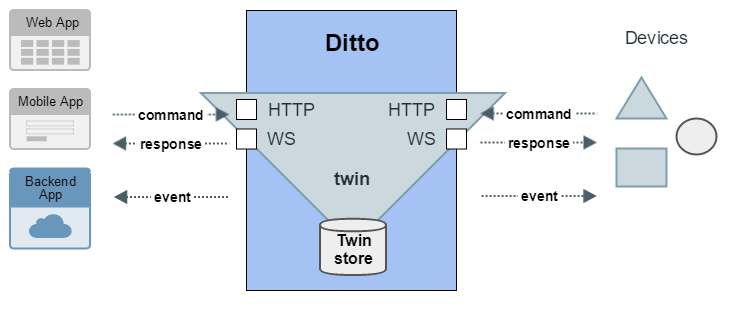 Web App
Mobile App
Backend
App
command
response
event
Ditto
HTTP
WS
HTTP
WS
twin
Twin
store
command
response
event
Devices